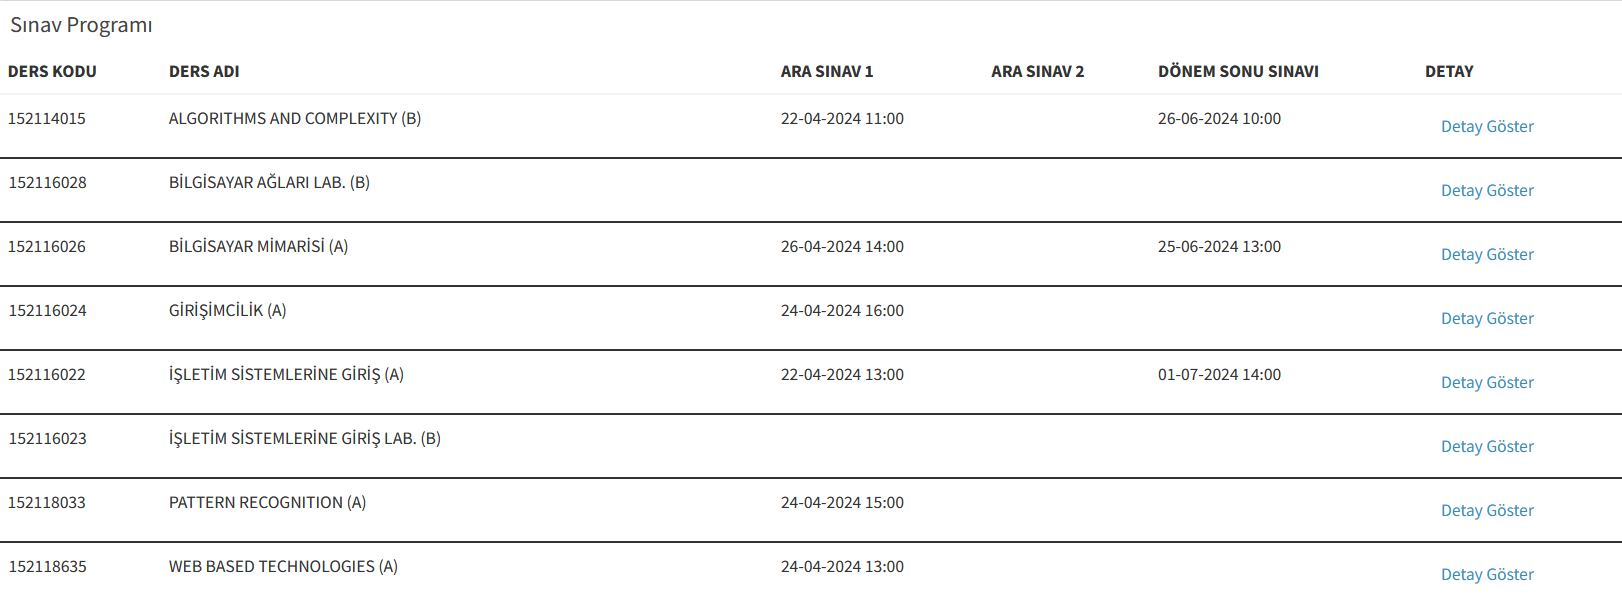 Sınav Programı
DERS KODU DERS ADI ARA SINAV 1 ARA SINAV 2 DÖNEM SONU SINAVI DETAY
152114015 ALGORITHMS AND COMPLEXITY (B) 22-04-2024 11:00 26-06-2024 10:00 Detay Göster
152116028 BİLGİSAYAR AĞLARI LAB. (B) Detay Göster
152116026 BİLGİSAYAR MİMARİSİ (A) 26-04-2024 14:00 25-06-2024 13:00 Detay Göster
152116024 GİRİŞİMCİLİK (A) 24-04-2024 16:00 Detay Göster
152116022 İŞLETİM SİSTEMLERİNE GİRİŞ (A) 22-04-2024 13:00 01-07-2024 14:00 Detay Göster
152116023 İŞLETİM SİSTEMLERİNE GİRİŞ LAB. (B) Detay Göster
152118033 PATTERN RECOGNITION (A) 24-04-2024 15:00 Detay Göster
152118635 WEB BASED TECHNOLOGIES (A) 24-04-2024 13:00 Detay Göster